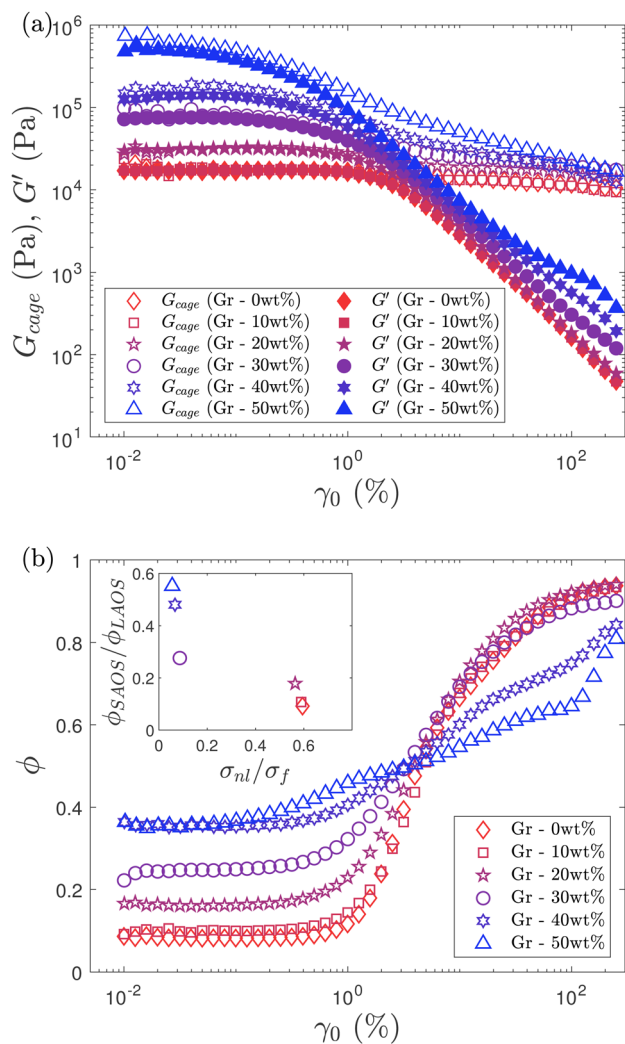 (a)
10^6
10^5
10^4
10^3
10^2
10^1
G_cage (Pa), G′ (Pa)
G_cage (Gr - 0wt%) G′ (Gr - 0wt%)
G_cage (Gr - 10wt%) G′ (Gr - 10wt%)
G_cage (Gr - 20wt%) G′ (Gr - 20wt%)
G_cage (Gr - 30wt%) G′ (Gr - 30wt%)
G_cage (Gr - 40wt%) G′ (Gr - 40wt%)
G_cage (Gr - 50wt%) G′ (Gr - 50wt%)
10^-2 10^0 10^2
γ_0 (%)
(b)
1
0.8
0.6
0.4
0.2
0
ϕ
0.6
0.4
0.2
0
ϕ_SAOS/ϕ_LAOS
0 0.2 0.4 0.6
σ_nl/σ_f
Gr - 0wt%
Gr - 10wt%
Gr - 20wt%
Gr - 30wt%
Gr - 40wt%
Gr - 50wt%
10^-2 10^0 10^2
γ_0 (%)